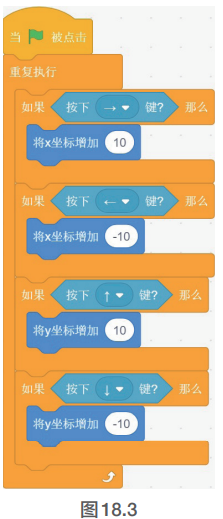 当 被点击
重复执行
如果 按下 → 键? 那么
将x坐标增加 10
如果 按下 ← 键? 那么
将x坐标增加 -10
如果 按下 ↑ 键? 那么
将y坐标增加 10
如果 按下 ↓ 键? 那么
将y坐标增加 -10
图18.3